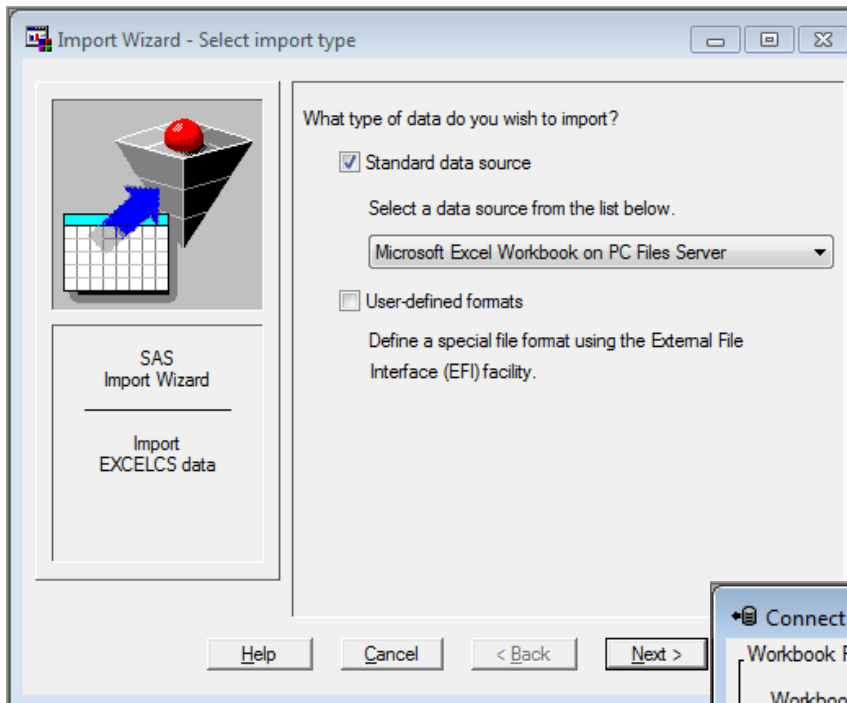 Import Wizard - Select import type
What type of data do you wish to import?
Standard data source
Select a data source from the list below.
Microsoft Excel Workbook on PC Files Server
User-defined formats
Define a special file format using the External File
Interface (EFI) facility.
SAS
Import Wizard
Import
EXCELCS data
Help
Cancel
< Back
Next >
Connect
Workbook